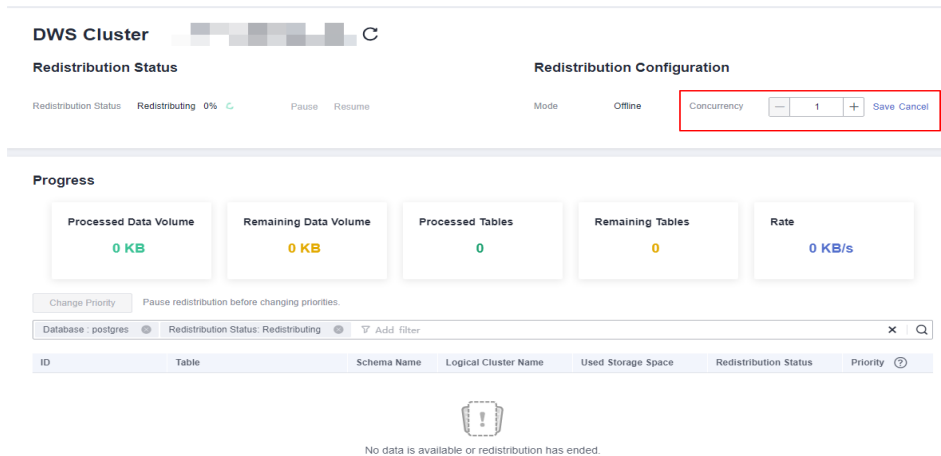 DWS Cluster
Redistribution Status
Redistribution Configuration
Redistribution Status Redistributing 0% Pause Resume
Mode Offline Concurrency — 1 + Save Cancel
Progress
Processed Data Volume Remaining Data Volume Processed Tables Remaining Tables Rate
0 KB 0 KB 0 0 0 KB/s
Change Priority Pause redistribution before changing priorities.
Database : postgres Redistribution Status: Redistributing Add filter
ID Table Schema Name Logical Cluster Name Used Storage Space Redistribution Status Priority ?
No data is available or redistribution has ended.